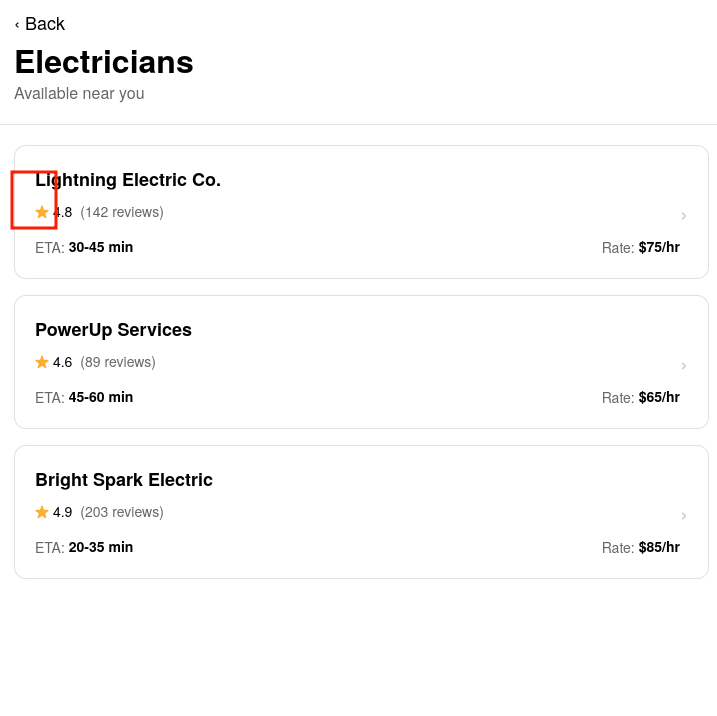 ‹ Back
Electricians
Available near you
Lightning Electric Co.
4.8 (142 reviews)
›
ETA: 30-45 min Rate: $75/hr
PowerUp Services
4.6 (89 reviews)
›
ETA: 45-60 min Rate: $65/hr
Bright Spark Electric
4.9 (203 reviews)
›
ETA: 20-35 min Rate: $85/hr